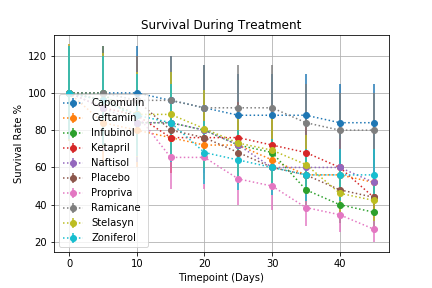 Survival During Treatment
Survival Rate %
120
100
80
60
40
20
Capomulin
Ceftamin
Infubinol
Ketapril
Naftisol
Placebo
Propriva
Ramicane
Stelasyn
Zoniferol
0
10
20
30
40
Timepoint (Days)